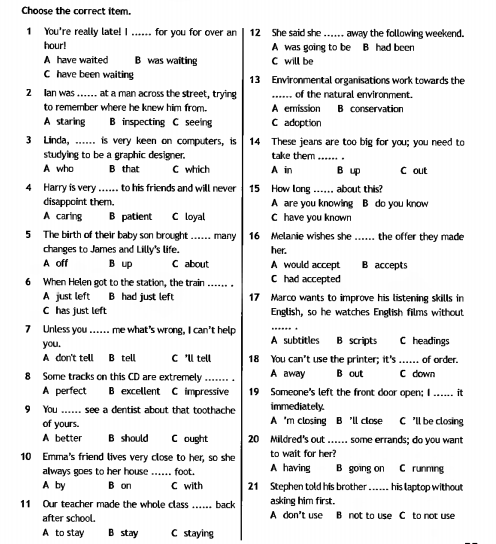 Choose the correct item.
1 You're really late! I ...... for you for over an
hour!
A have waited B was waiting
C have been waiting
2 Ian was ...... at a man across the street, trying
to remember where he knew him from.
A staring B inspecting C seeing
3 Linda, ...... is very keen on computers, is
studying to be a graphic designer.
A who B that C which
4 Harry is very ...... to his friends and will never
disappoint them.
A caring B patient C loyal
5 The birth of their baby son brought ...... many
changes to James and Lilly's life.
A off B up C about
6 When Helen got to the station, the train ...... .
A just left B had just left
C has just left
7 Unless you ...... me what's wrong, I can't help
you.
A don't tell B tell C 'll tell
8 Some tracks on this CD are extremely ....... .
A perfect B excellent C impressive
9 You ...... see a dentist about that toothache
of yours.
A better B should C ought
10 Emma's friend lives very close to her, so she
always goes to her house ...... foot.
A by B on C with
11 Our teacher made the whole class ...... back
after school.
A to stay B stay C staying
12 She said she ...... away the following weekend.
A was going to be B had been
C will be
13 Environmental organisations work towards the
...... of the natural environment.
A emission B conservation
C adoption
14 These jeans are too big for you; you need to
take them ...... .
A in B up C out
15 How long ...... about this?
A are you knowing B do you know
C have you known
16 Melanie wishes she ...... the offer they made
her.
A would accept B accepts
C had accepted
17 Marco wants to improve his listening skills in
English, so he watches English films without
...... .
A subtitles B scripts C headings
18 You can't use the printer; it's ...... of order.
A away B out C down
19 Someone's left the front door open; I ...... it
immediately.
A 'm closing B 'll close C 'll be closing
20 Mildred's out ...... some errands; do you want
to wait for her?
A having B going on C running
21 Stephen told his brother ...... his laptop without
asking him first.
A don't use B not to use C to not use